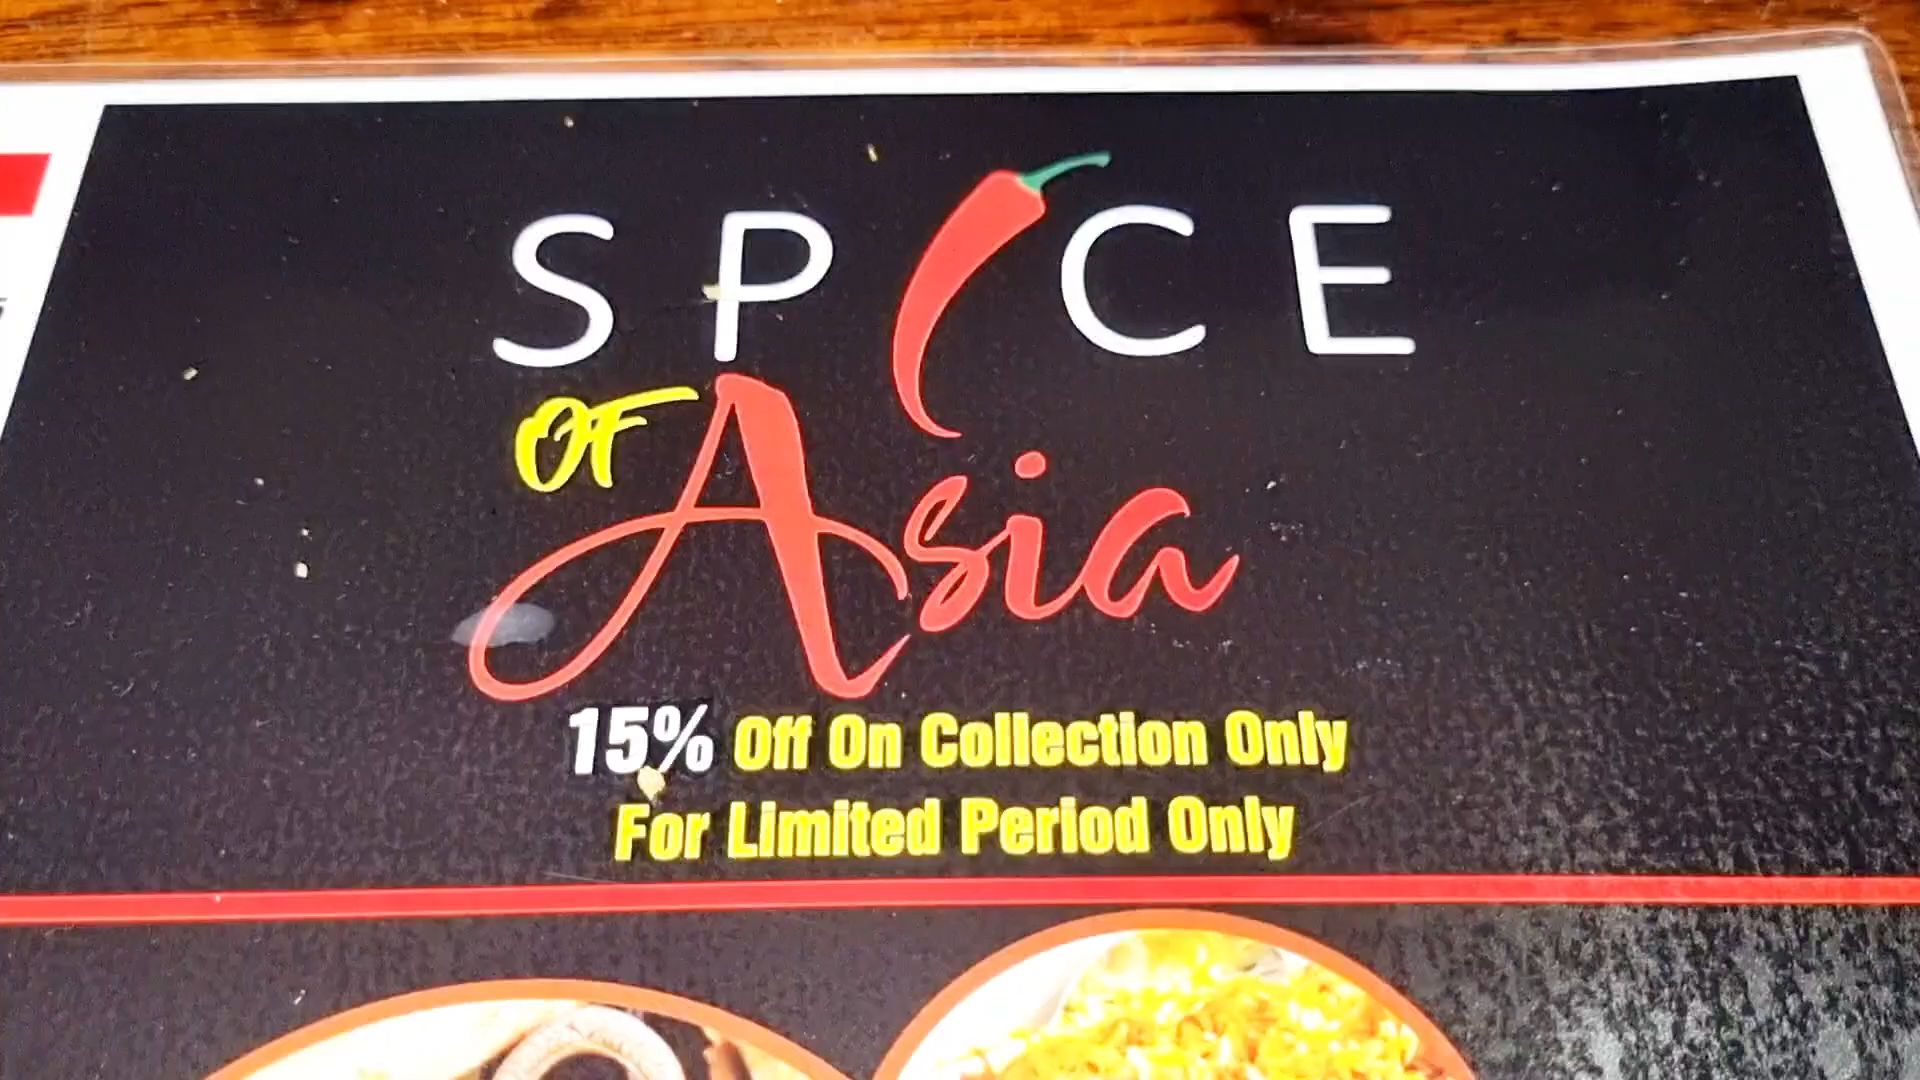 SPICE
OF Asia
15% Off On Collection Only
For Limited Period Only